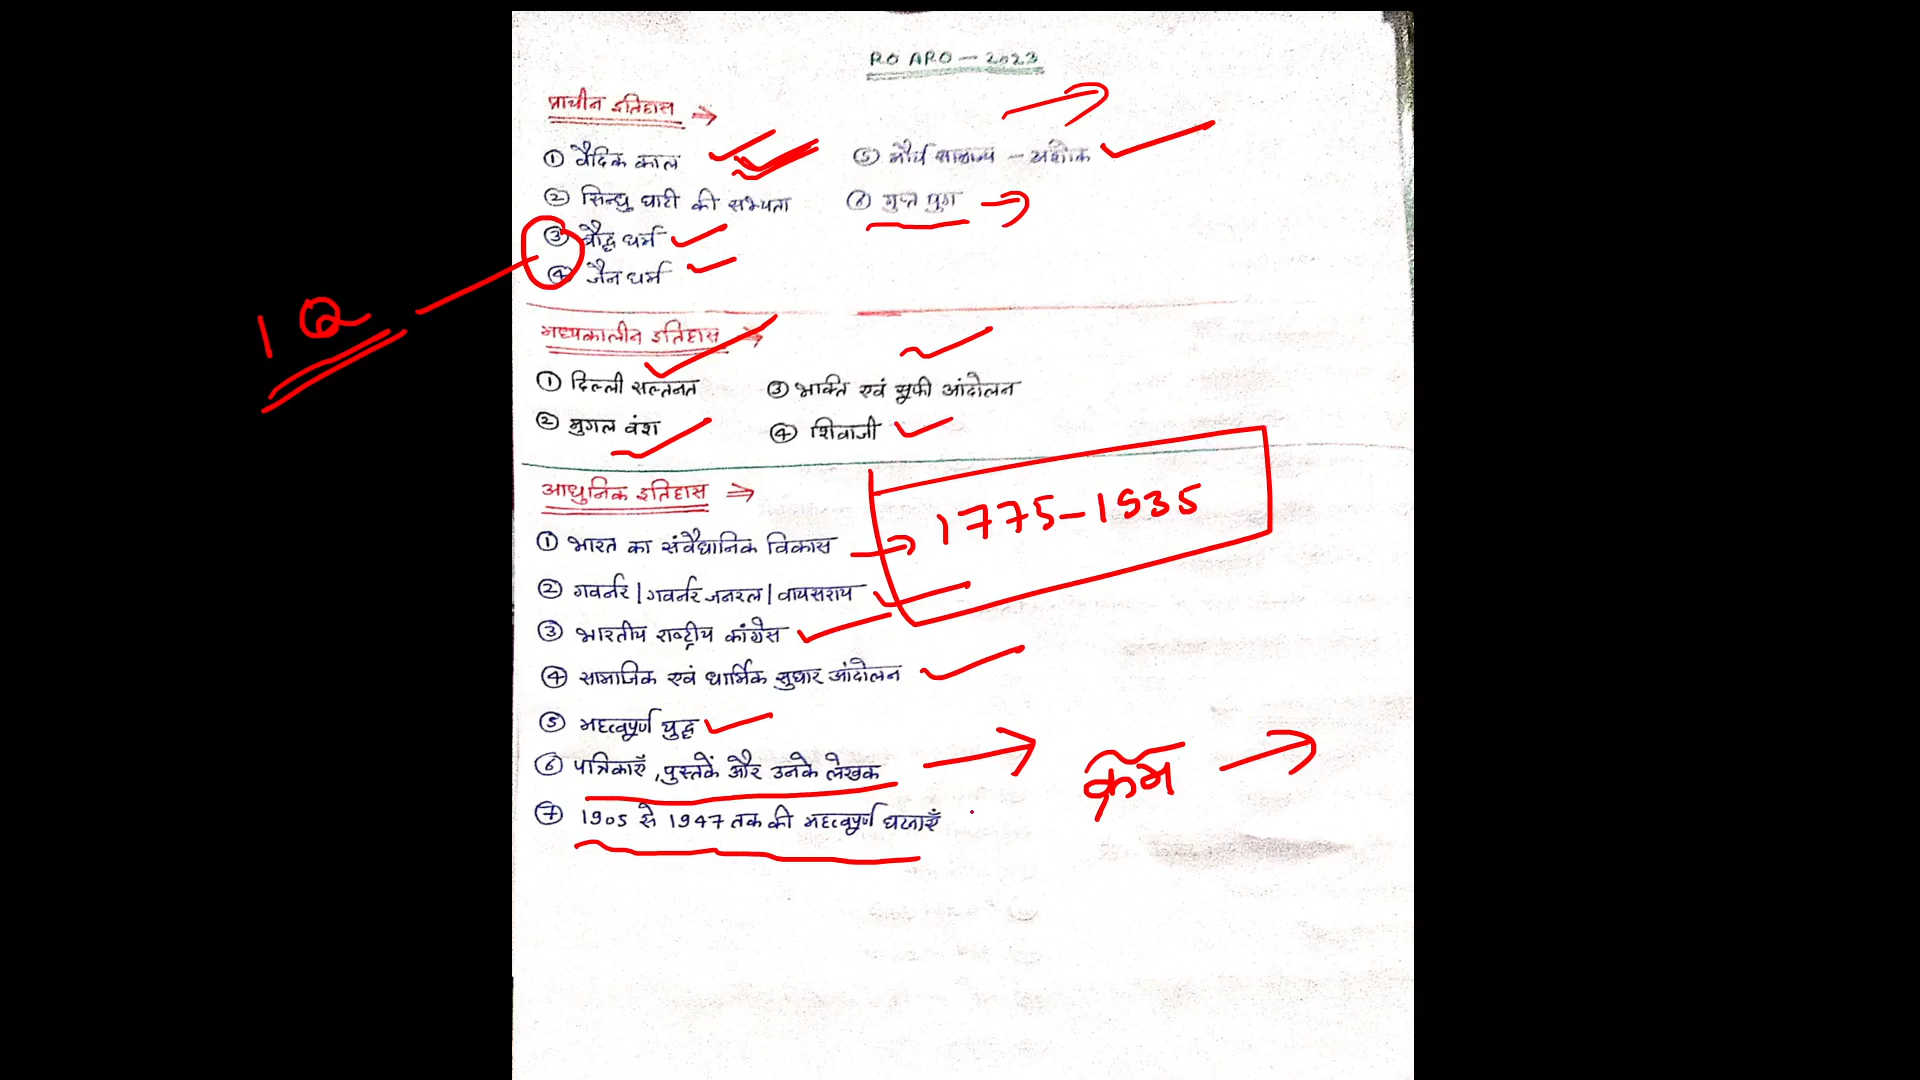 RO ARO — 2023
प्राचीन इतिहास →
① वैदिक काल
② सिन्धु घाटी की सभ्यता
③ बौद्ध धर्म
④ जैन धर्म
⑤ मौर्य साम्राज्य - अशोक
गुप्त युग
1 Q
मध्यकालीन इतिहास →
① दिल्ली सल्तनत
② मुगल वंश
③ भक्ति एवं सूफी आंदोलन
④ शिवाजी
आधुनिक इतिहास ⇒
1775-1935
① भारत का संवैधानिक विकास
② गवर्नर | गवर्नर जनरल | वायसराय
③ भारतीय राष्ट्रीय कांग्रेस
④ सामाजिक एवं धार्मिक सुधार आंदोलन
⑤ महत्वपूर्ण युद्ध
⑥ पत्रिकाएँ, पुस्तकें और उनके लेखक
क्रम
⑦ 1905 से 1947 तक की महत्वपूर्ण घटनाएँ